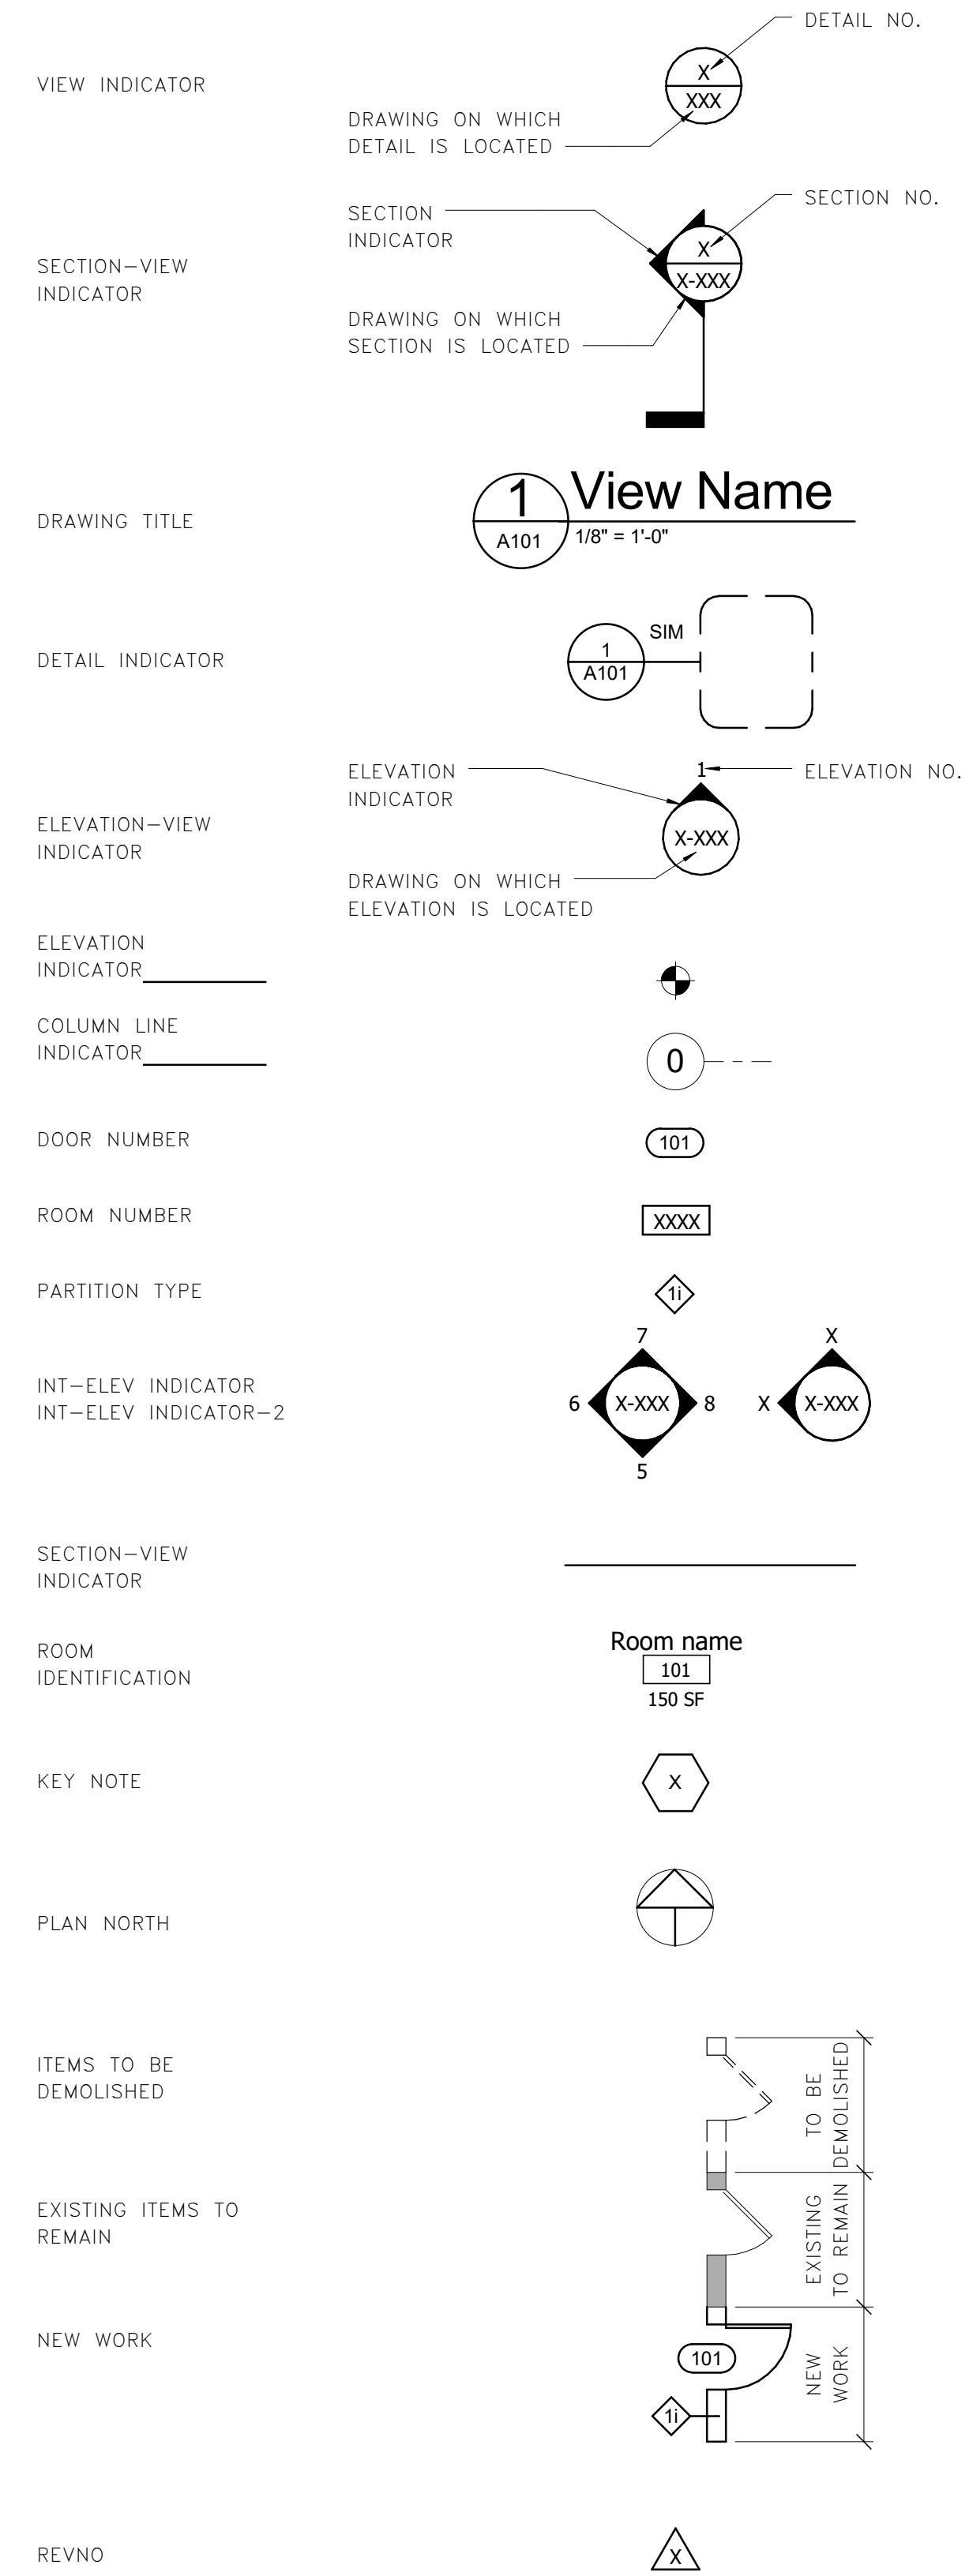 DETAIL NO.
VIEW INDICATOR
X
XXX
DRAWING ON WHICH
DETAIL IS LOCATED
SECTION NO.
SECTION
INDICATOR
X
X-XXX
SECTION-VIEW
INDICATOR
DRAWING ON WHICH
SECTION IS LOCATED
DRAWING TITLE
1
View Name
A101
1/8" = 1'-0"
DETAIL INDICATOR
1
A101
SIM
ELEVATION
INDICATOR
1
ELEVATION NO.
ELEVATION-VIEW
INDICATOR
X-XXX
DRAWING ON WHICH
ELEVATION IS LOCATED
ELEVATION
INDICATOR
COLUMN LINE
INDICATOR
0
DOOR NUMBER
101
ROOM NUMBER
XXXX
PARTITION TYPE
1i
INT-ELEV INDICATOR
INT-ELEV INDICATOR-2
7
6
X-XXX
8
5
X
X
X-XXX
SECTION-VIEW
INDICATOR
ROOM
IDENTIFICATION
Room name
101
150 SF
KEY NOTE
X
PLAN NORTH
ITEMS TO BE
DEMOLISHED
TO BE
DEMOLISHED
EXISTING ITEMS TO
REMAIN
EXISTING
TO REMAIN
NEW WORK
101
1i
NEW
WORK
REVNO
X